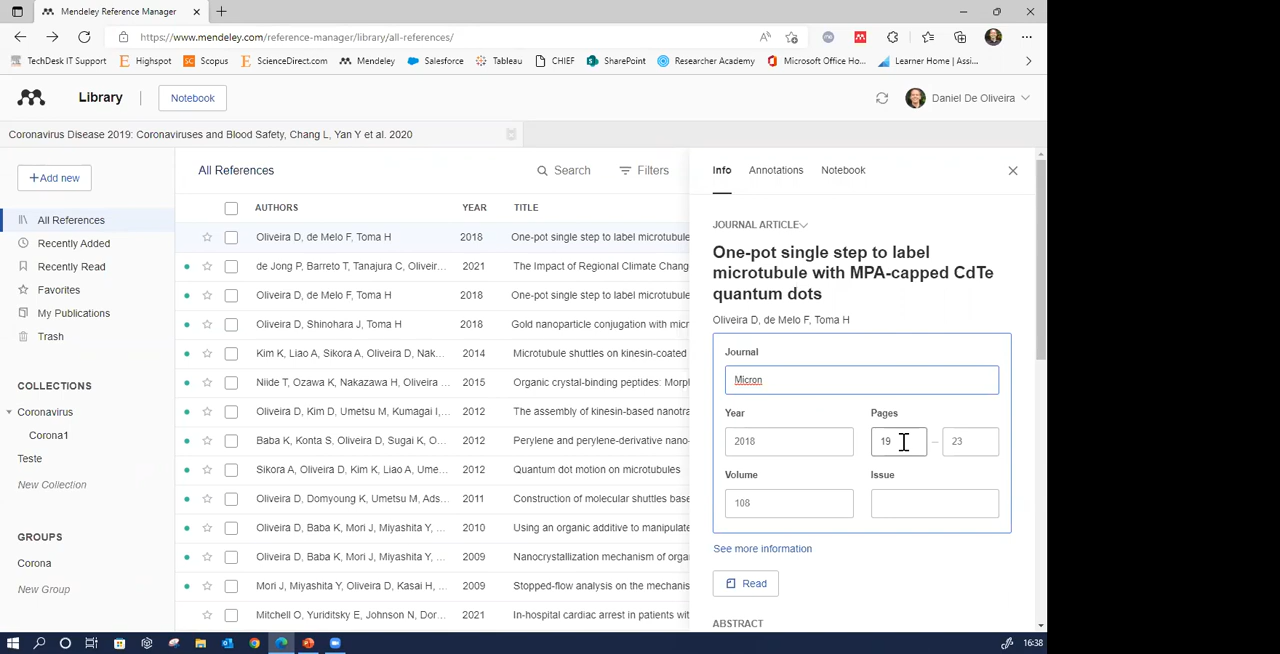 Mendeley Reference Manager
https://www.mendeley.com/reference-manager/library/all-references/
TechDesk IT Support Highspot Scopus ScienceDirect.com Mendeley Salesforce Tableau CHIEF SharePoint Researcher Academy Microsoft Office Ho... Learner Home | Assi...
Library Notebook Daniel De Oliveira
Coronavirus Disease 2019: Coronaviruses and Blood Safety, Chang L, Yan Y et al. 2020
+Add new
All References
Recently Added
Recently Read
Favorites
My Publications
Trash
COLLECTIONS
Coronavirus
Corona1
Teste
New Collection
GROUPS
Corona
New Group
All References Search Filters
AUTHORS YEAR TITLE
Oliveira D, de Melo F, Toma H 2018 One-pot single step to label microtubule
de Jong P, Barreto T, Tanajura C, Oliveir... 2021 The Impact of Regional Climate Chang
Oliveira D, de Melo F, Toma H 2018 One-pot single step to label microtubule
Oliveira D, Shinohara J, Toma H 2018 Gold nanoparticle conjugation with micr
Kim K, Liao A, Sikora A, Oliveira D, Nak... 2014 Microtubule shuttles on kinesin-coated
Niide T, Ozawa K, Nakazawa H, Oliveira ... 2015 Organic crystal-binding peptides: Morpl
Oliveira D, Kim D, Umetsu M, Kumagai I,... 2012 The assembly of kinesin-based nanotra
Baba K, Konta S, Oliveira D, Sugai K, O... 2012 Perylene and perylene-derivative nano-
Sikora A, Oliveira D, Kim K, Liao A, Ume... 2012 Quantum dot motion on microtubules
Oliveira D, Domyoung K, Umetsu M, Ads... 2011 Construction of molecular shuttles base
Oliveira D, Baba K, Mori J, Miyashita Y, ... 2010 Using an organic additive to manipulate
Oliveira D, Baba K, Mori J, Miyashita Y, ... 2009 Nanocrystallization mechanism of orga
Mori J, Miyashita Y, Oliveira D, Kasai H, ... 2009 Stopped-flow analysis on the mechanis
Mitchell O, Yuriditsky E, Johnson N, Dor... 2021 In-hospital cardiac arrest in patients wit
Info Annotations Notebook
JOURNAL ARTICLE
One-pot single step to label
microtubule with MPA-capped CdTe
quantum dots
Oliveira D, de Melo F, Toma H
Journal
Micron
Year Pages
2018 19 – 23
Volume Issue
108
See more information
Read
ABSTRACT
16:38